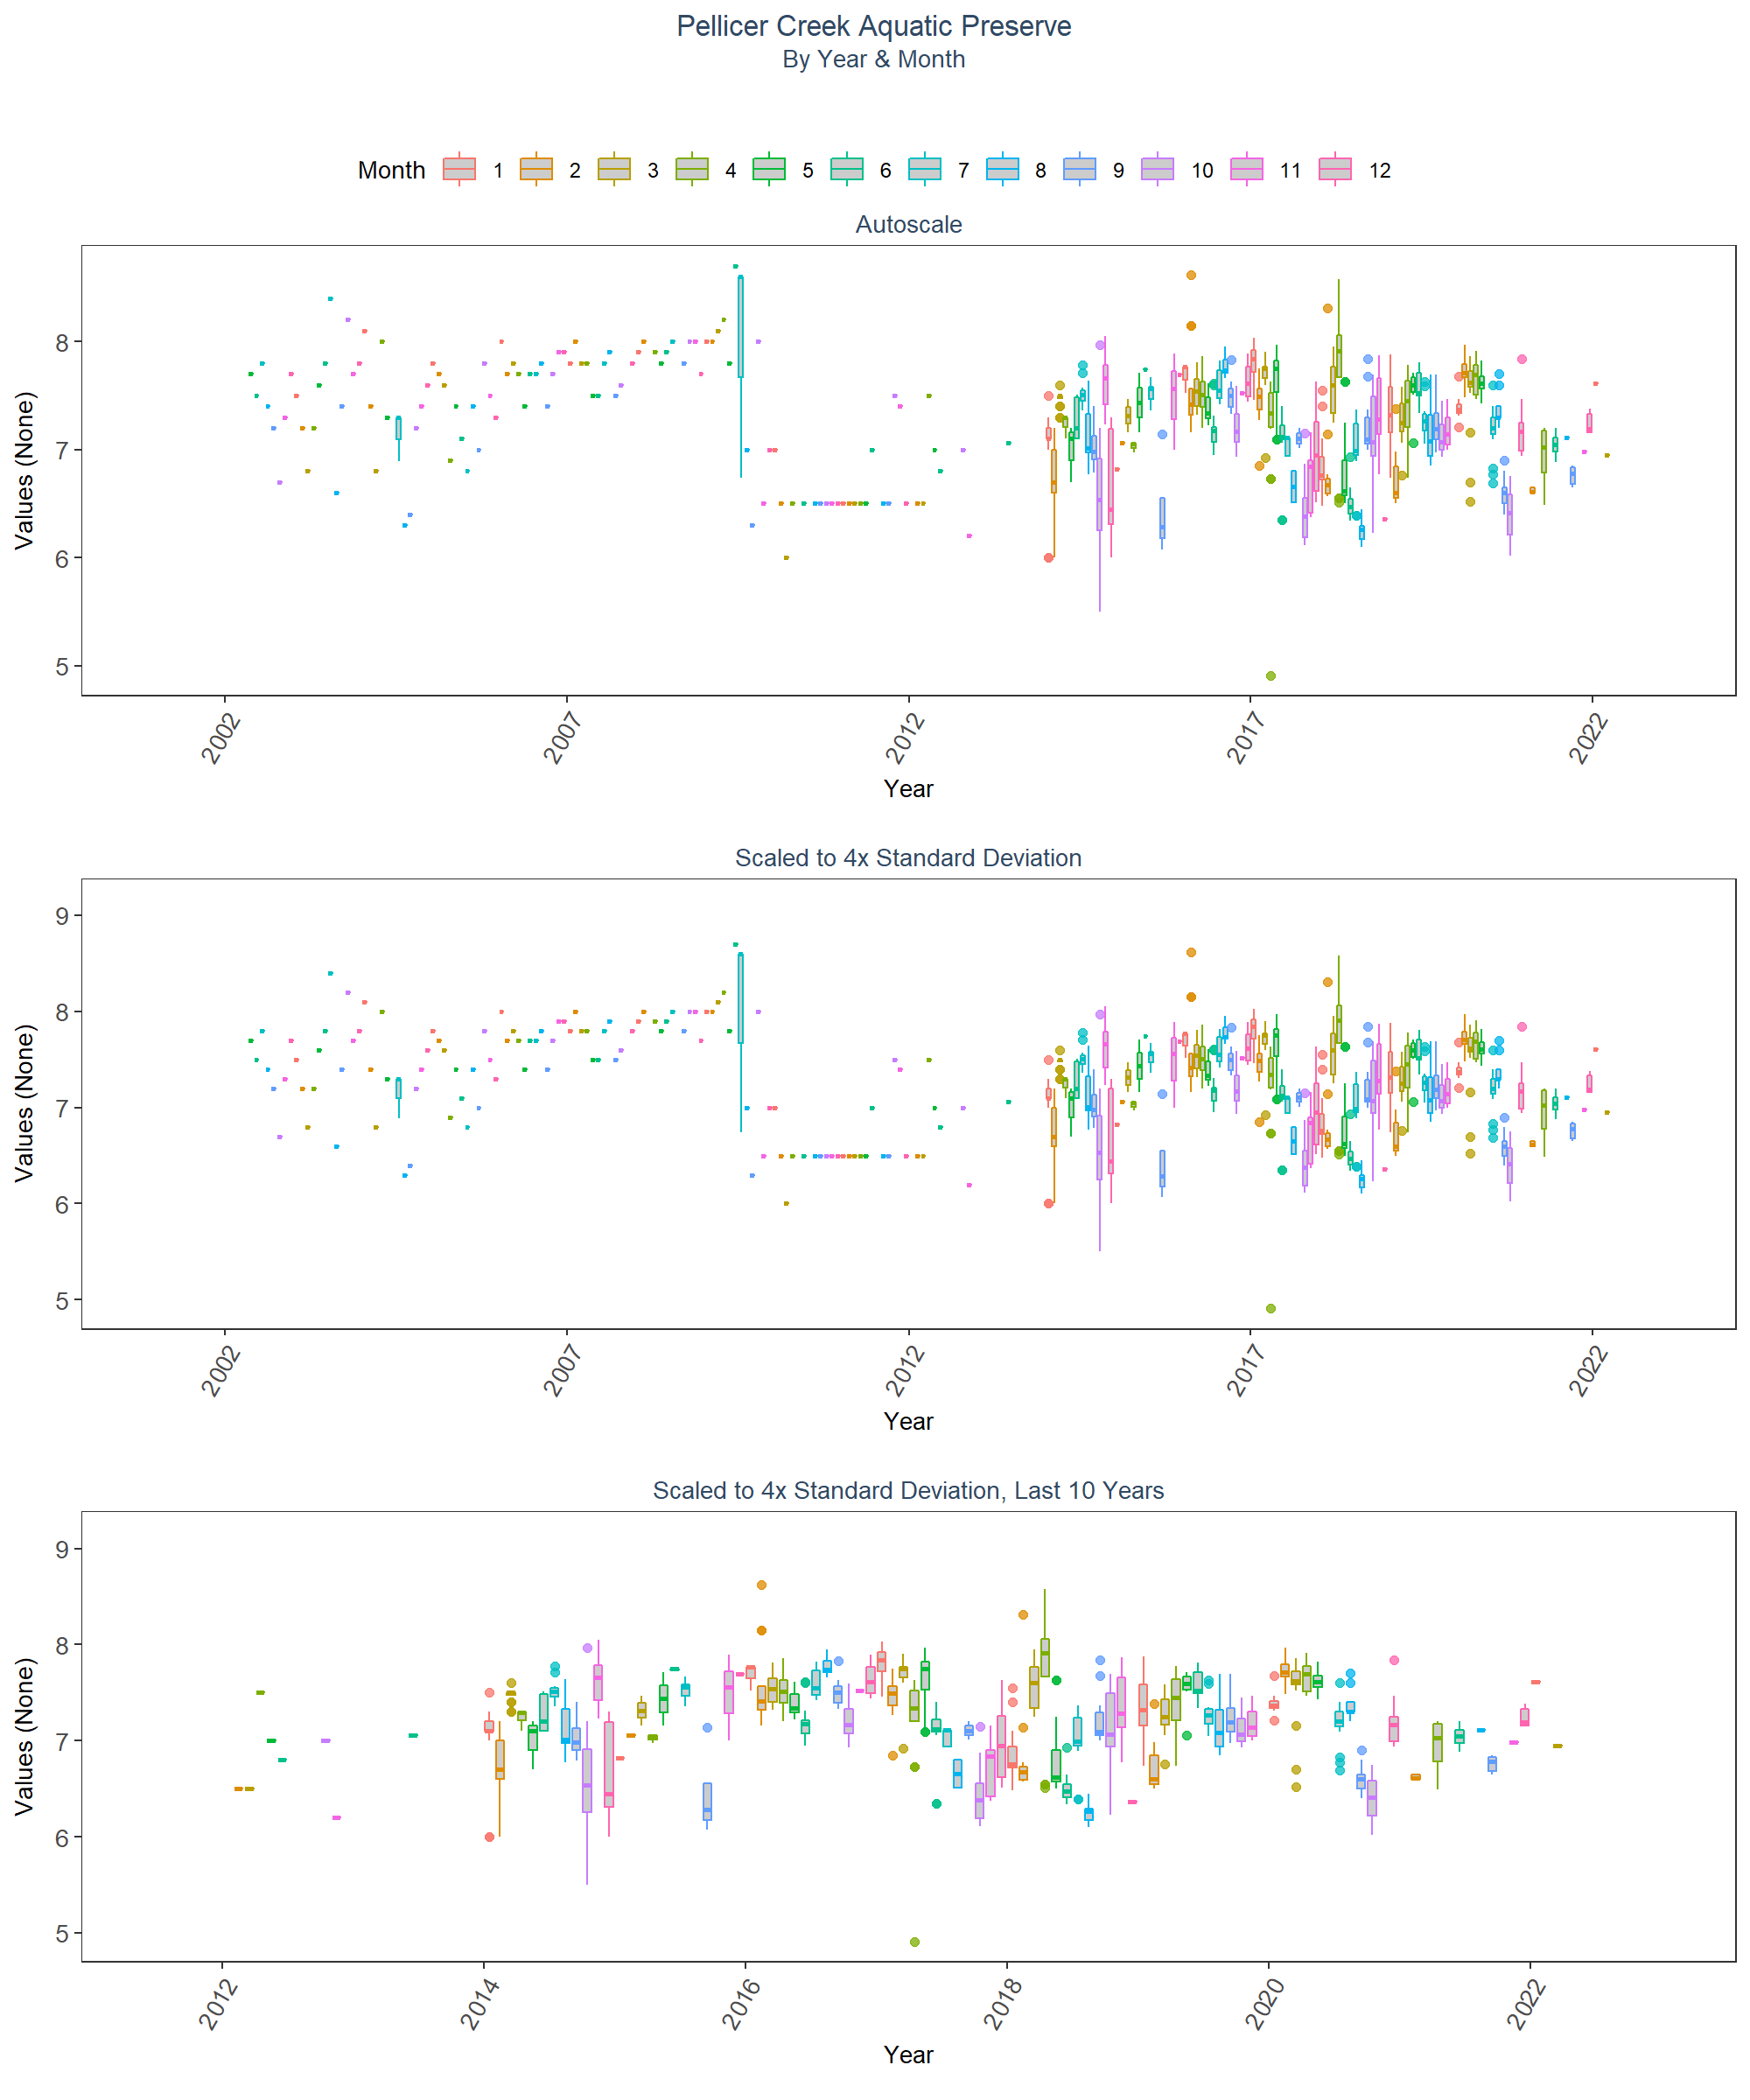 Pellicer Creek Aquatic Preserve
By Year & Month
Month 1 2 3 4 5 6 7 8 9 10 11 12
Autoscale
Values (None)
8
7
6
5
2002 2007 2012 2017 2022
Year
Scaled to 4x Standard Deviation
Values (None)
9
8
7
6
5
2002 2007 2012 2017 2022
Year
Scaled to 4x Standard Deviation, Last 10 Years
Values (None)
9
8
7
6
5
2012 2014 2016 2018 2020 2022
Year